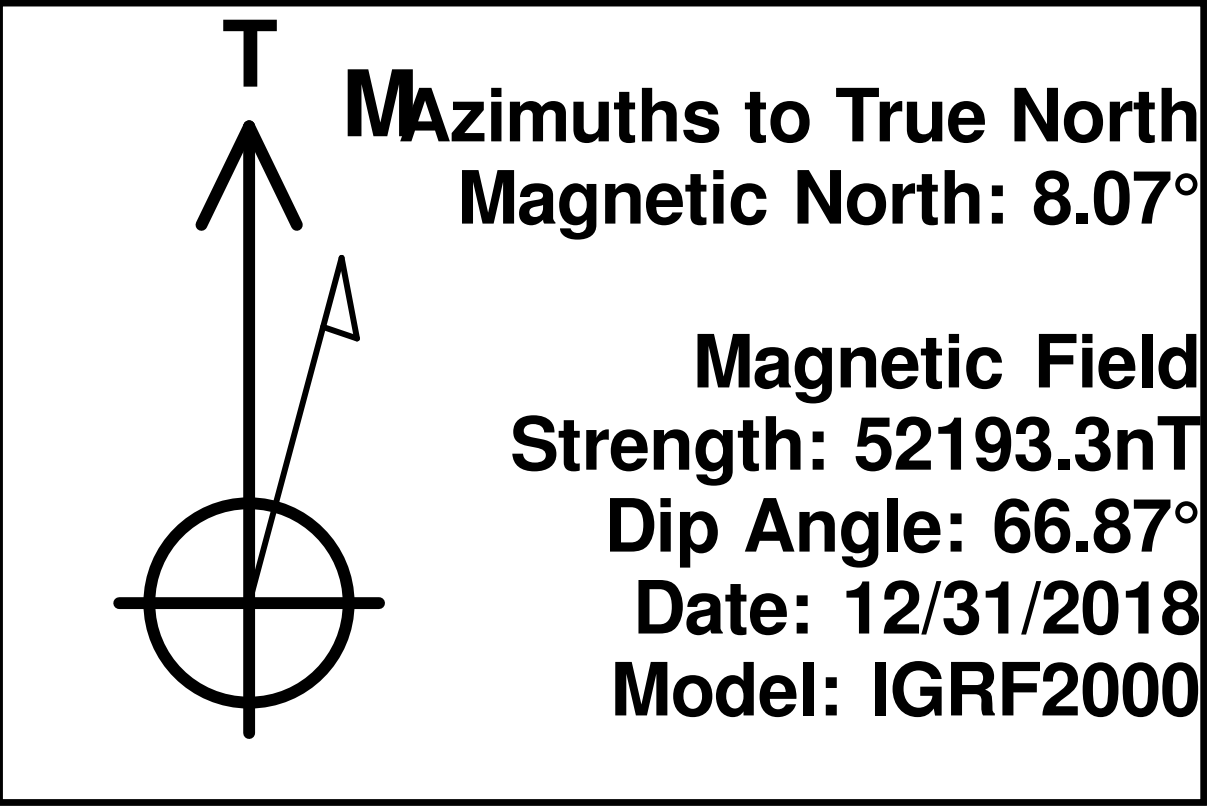 T
M
Azimuths to True North
Magnetic North: 8.07°
Magnetic Field
Strength: 52193.3nT
Dip Angle: 66.87°
Date: 12/31/2018
Model: IGRF2000